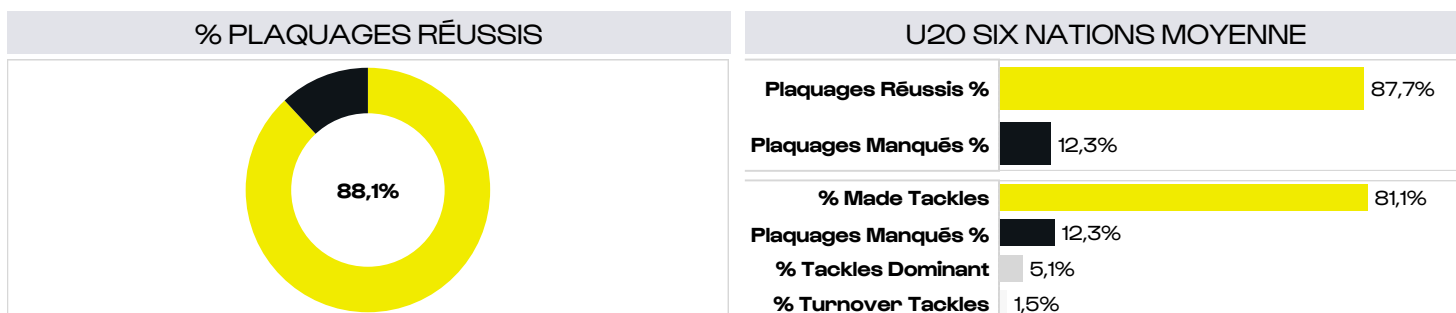 % PLAQUAGES RÉUSSIS
88,1%
U20 SIX NATIONS MOYENNE
Plaquages Réussis % 87,7%
Plaquages Manqués % 12,3%
% Made Tackles 81,1%
Plaquages Manqués % 12,3%
% Tackles Dominant 5,1%
% Turnover Tackles 1,5%